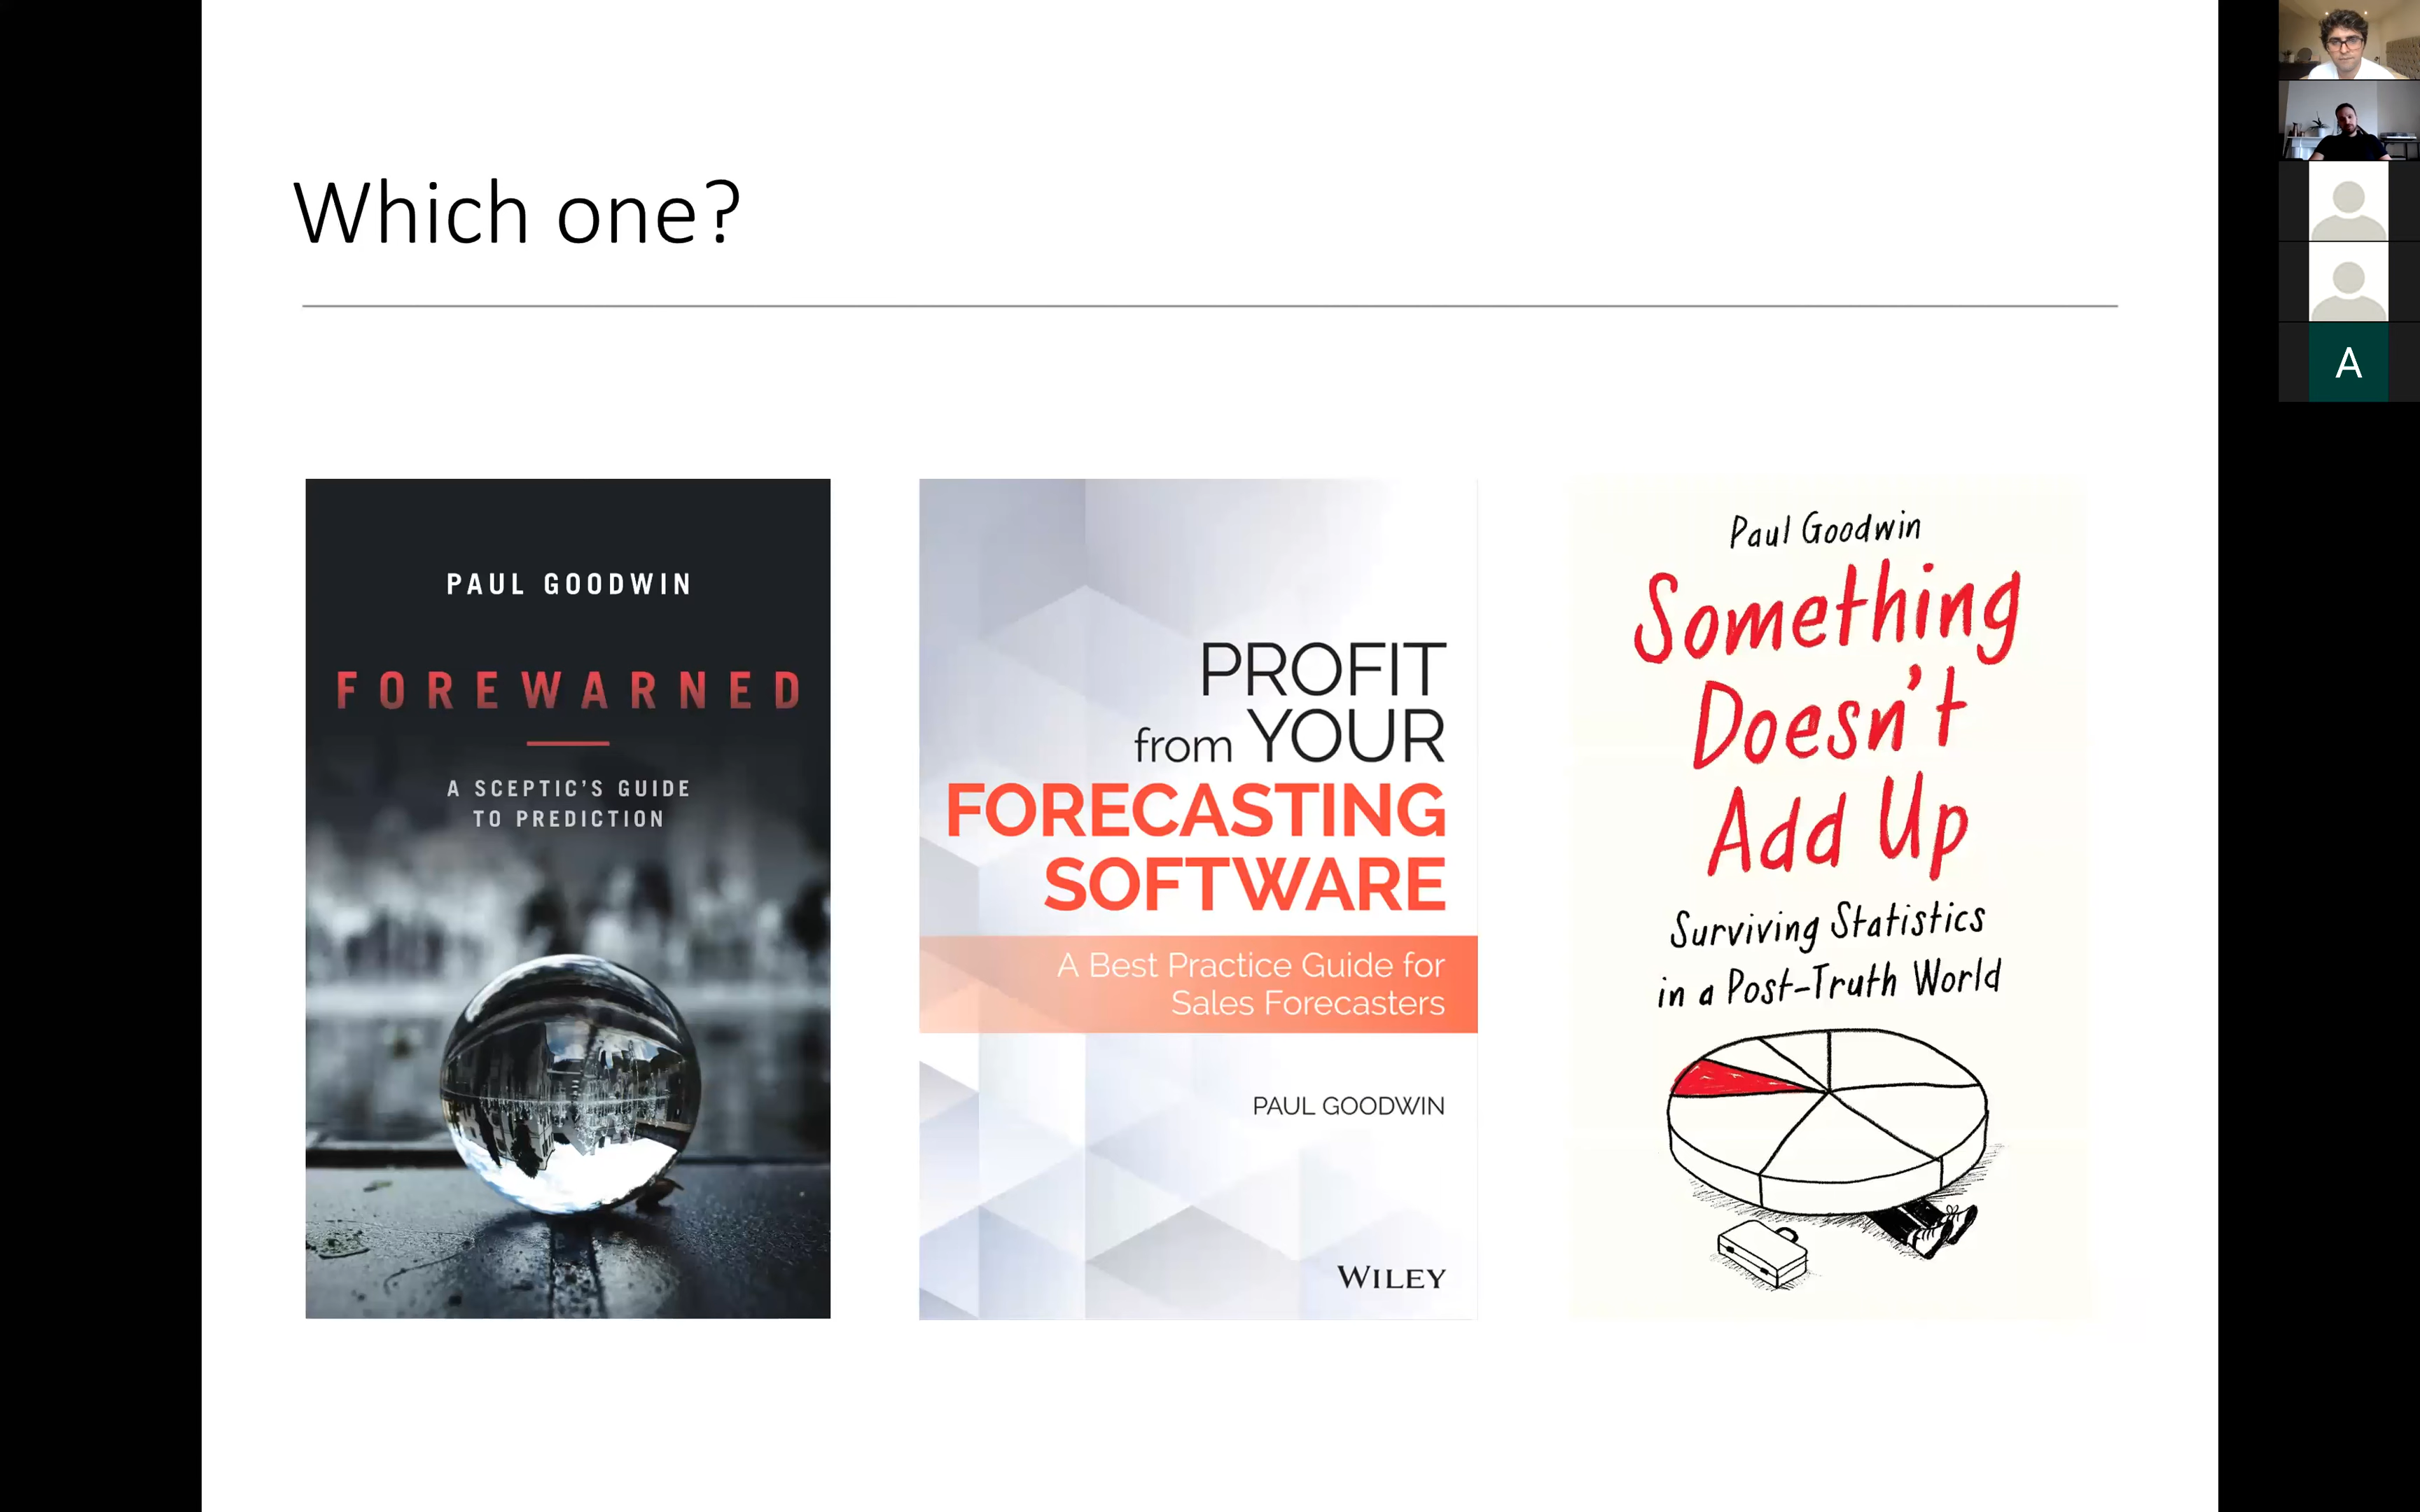 Which one?
PAUL GOODWIN
FOREWARNED
A SCEPTIC'S GUIDE
TO PREDICTION
PROFIT
from YOUR
FORECASTING
SOFTWARE
A Best Practice Guide for
Sales Forecasters
PAUL GOODWIN
WILEY
Paul Goodwin
Something
Doesn't
Add Up
Surviving Statistics
in a Post-Truth World
A